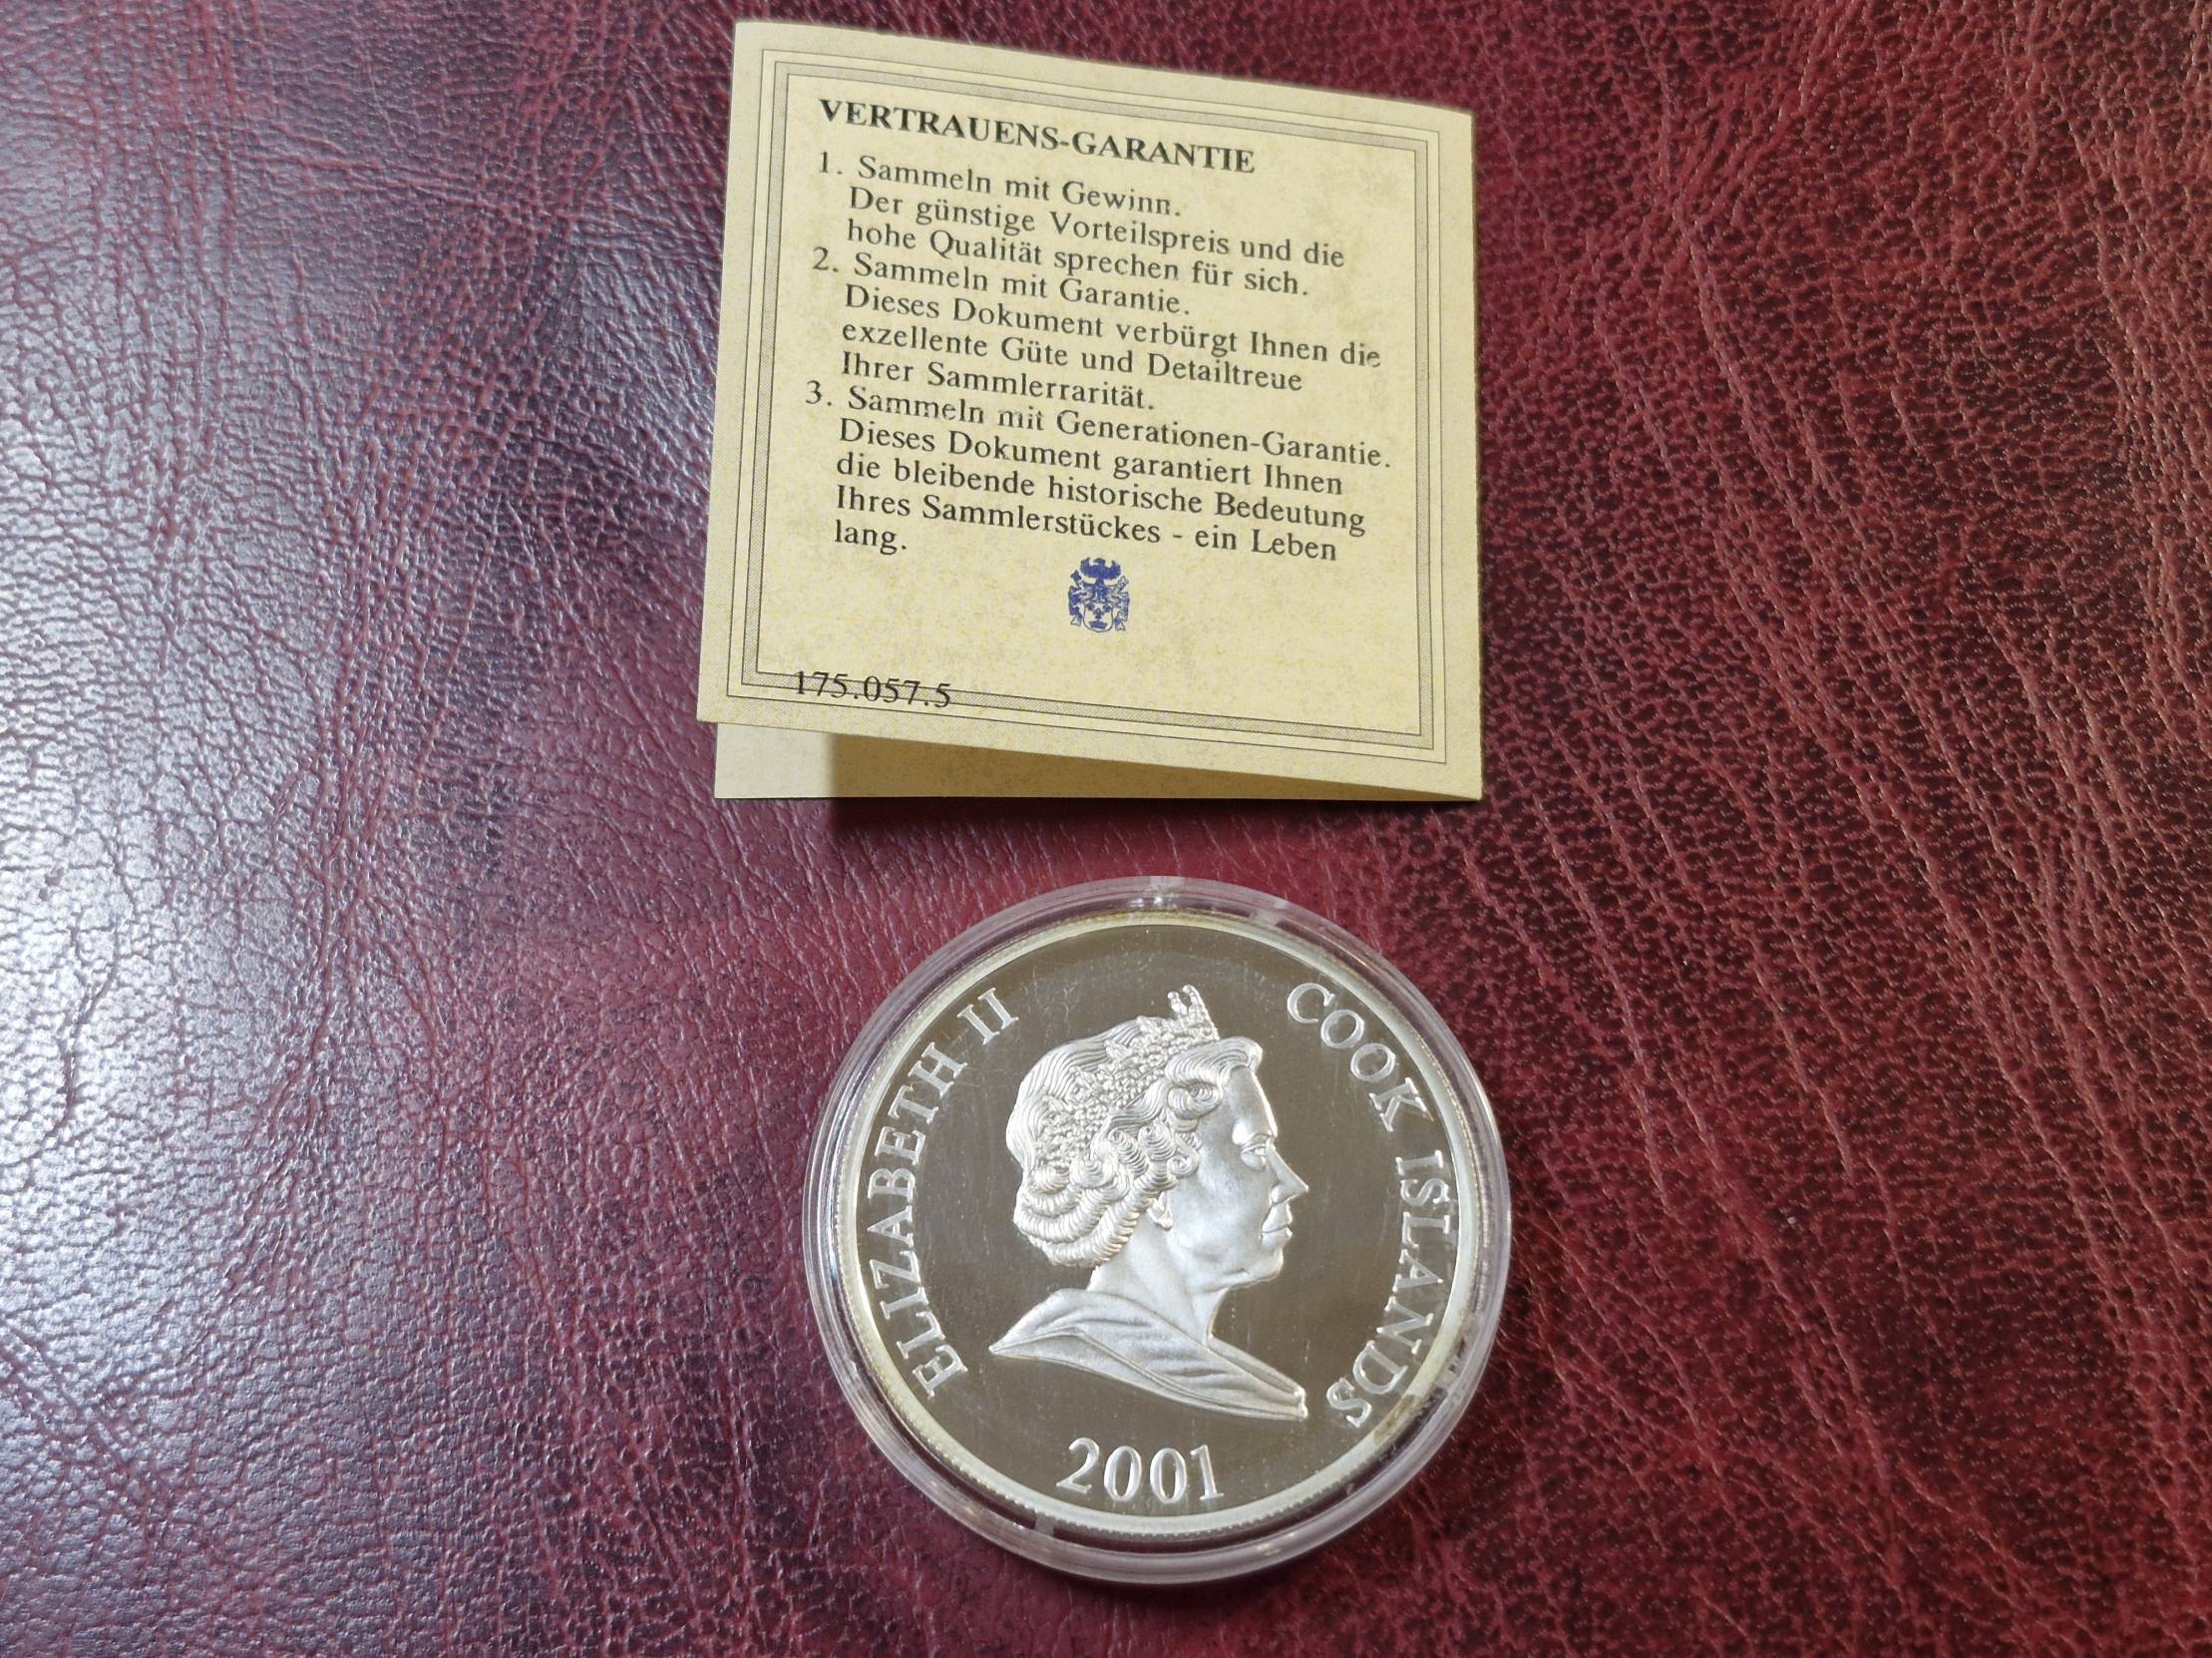 VERTRAUENS-GARANTIE
1. Sammeln mit Gewinn.
Der günstige Vorteilspreis und die
hohe Qualität sprechen für sich.
2. Sammeln mit Garantie.
Dieses Dokument verbürgt Ihnen die
exzellente Güte und Detailtreue
Ihrer Sammlerrarität.
3. Sammeln mit Generationen-Garantie.
Dieses Dokument garantiert Ihnen
die bleibende historische Bedeutung
Ihres Sammlerstückes - ein Leben
lang.
175.057.5
ELIZABETH II
COOK ISLANDS
2001